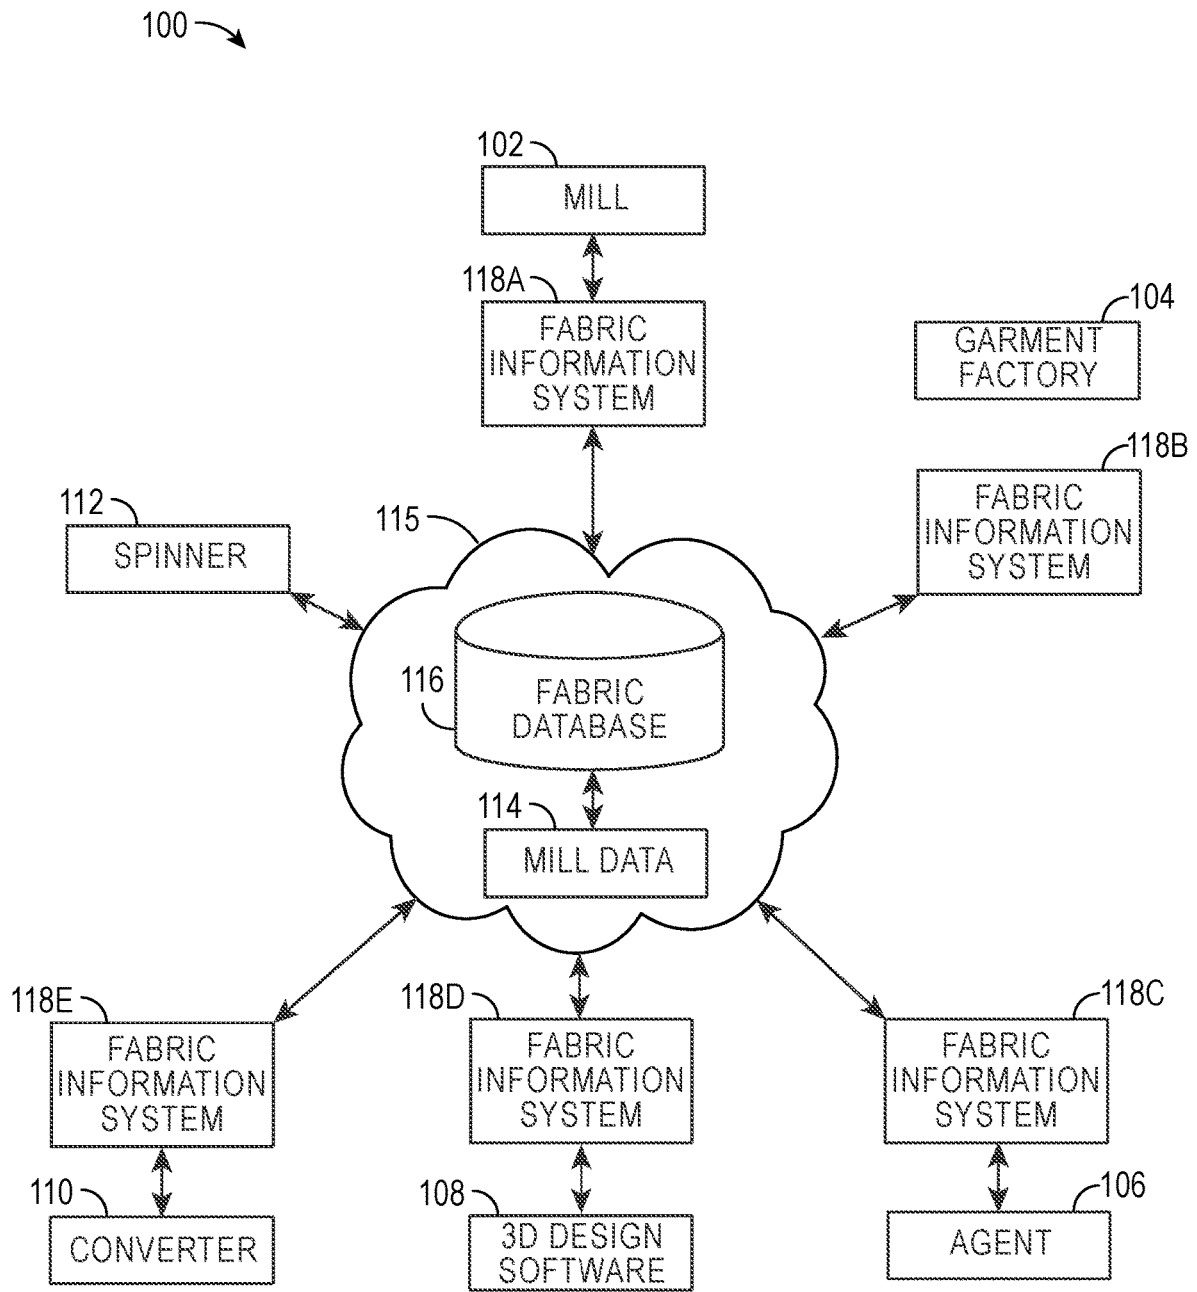 100
102
MILL
118A
FABRIC
INFORMATION
SYSTEM
104
GARMENT
FACTORY
118B
FABRIC
INFORMATION
SYSTEM
112
SPINNER
115
116
FABRIC
DATABASE
114
MILL DATA
118E
FABRIC
INFORMATION
SYSTEM
110
CONVERTER
118D
FABRIC
INFORMATION
SYSTEM
108
3D DESIGN
SOFTWARE
118C
FABRIC
INFORMATION
SYSTEM
106
AGENT